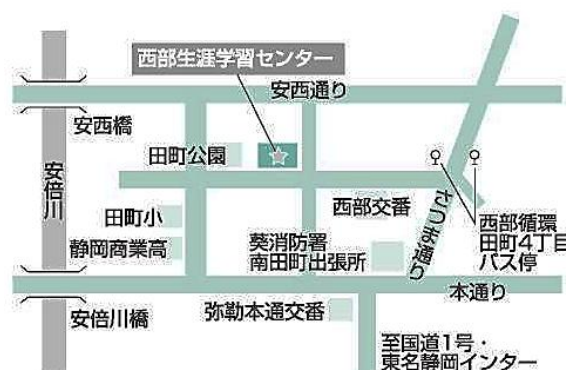 西部生涯学習センター
安西通り
安西橋
田町公園
安倍川
西部交番
さつま通り
西部循環
田町4丁目
バス停
田町小
静岡商業高
葵消防署
南田町出張所
本通り
安倍川橋
弥勒本通交番
至国道1号・
東名静岡インター